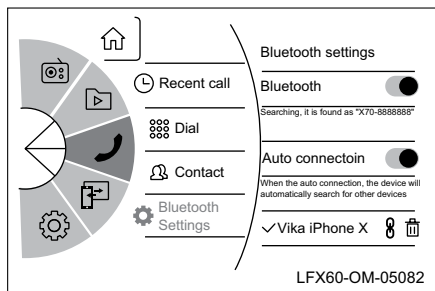 Recent call
Dial
Contact
Bluetooth
Settings
Bluetooth settings
Bluetooth
Searching, it is found as "X70-8888888"
Auto connectoin
When the auto connection, the device will
automatically search for other devices
Vika iPhone X
LFX60-OM-05082